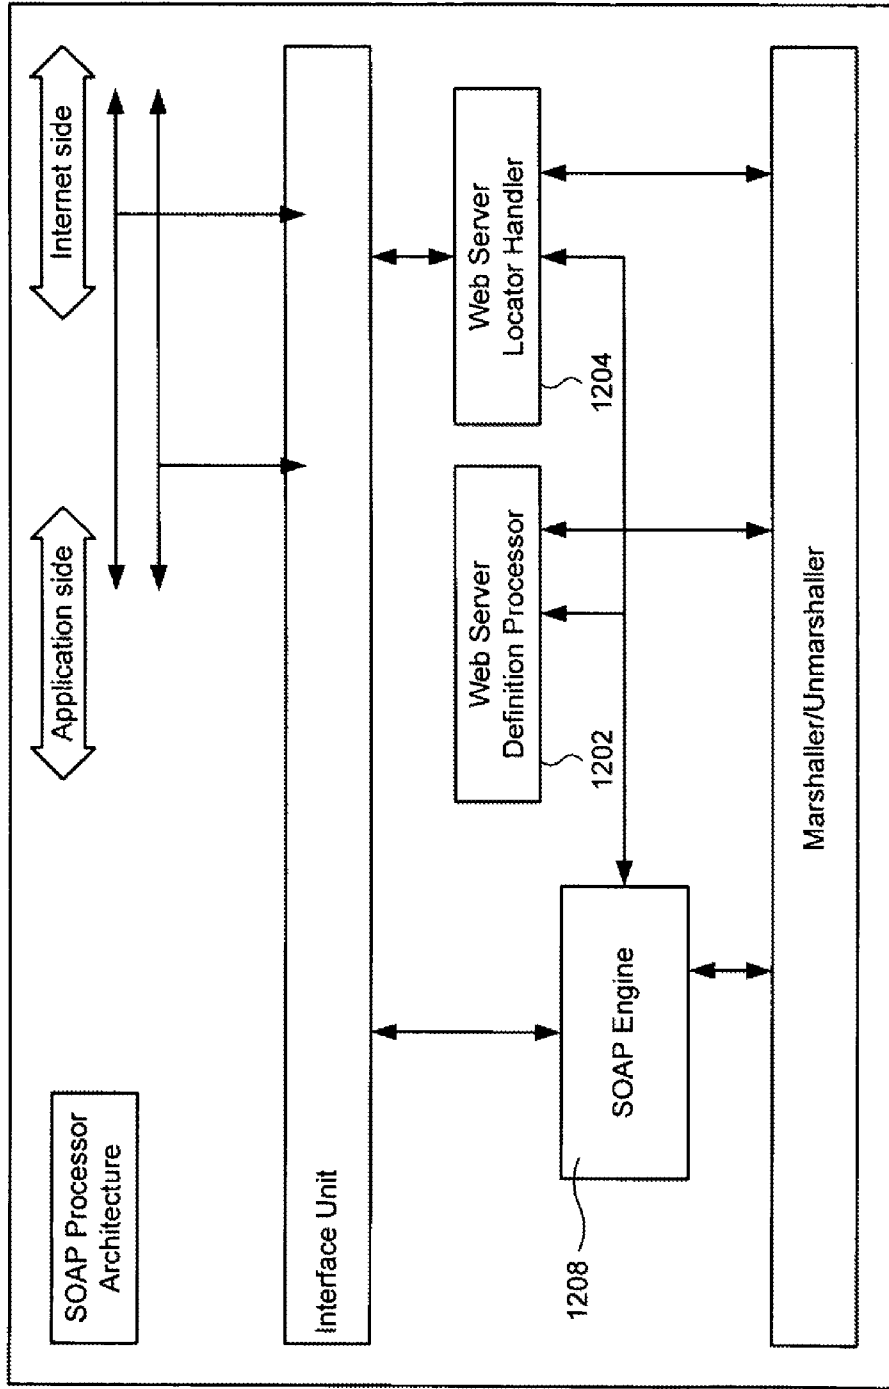 SOAP Processor
Architecture
Application side
Internet side
Interface Unit
Web Server
Definition Processor
1202
Web Server
Locator Handler
1204
SOAP Engine
1208
Marshaller/Unmarshaller